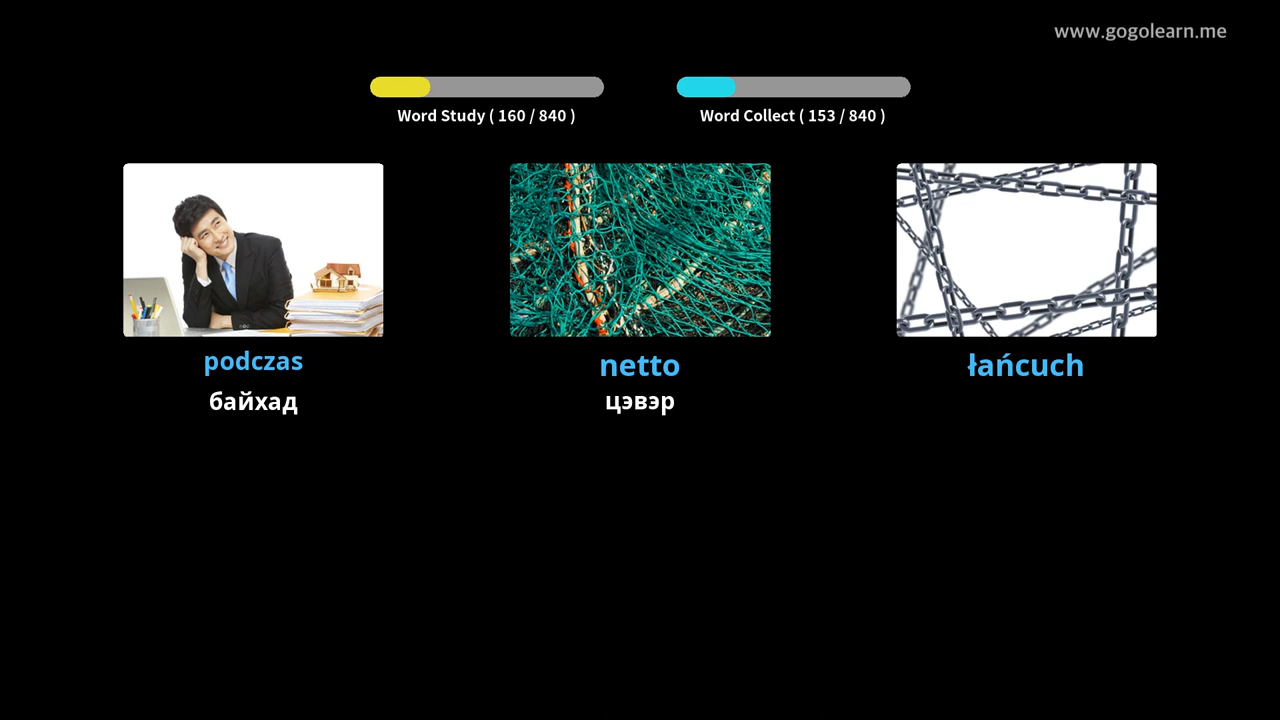 www.gogolearn.me
Word Study ( 160 / 840 )
Word Collect ( 153 / 840 )
podczas
байхад
netto
цэвэр
łańcuch